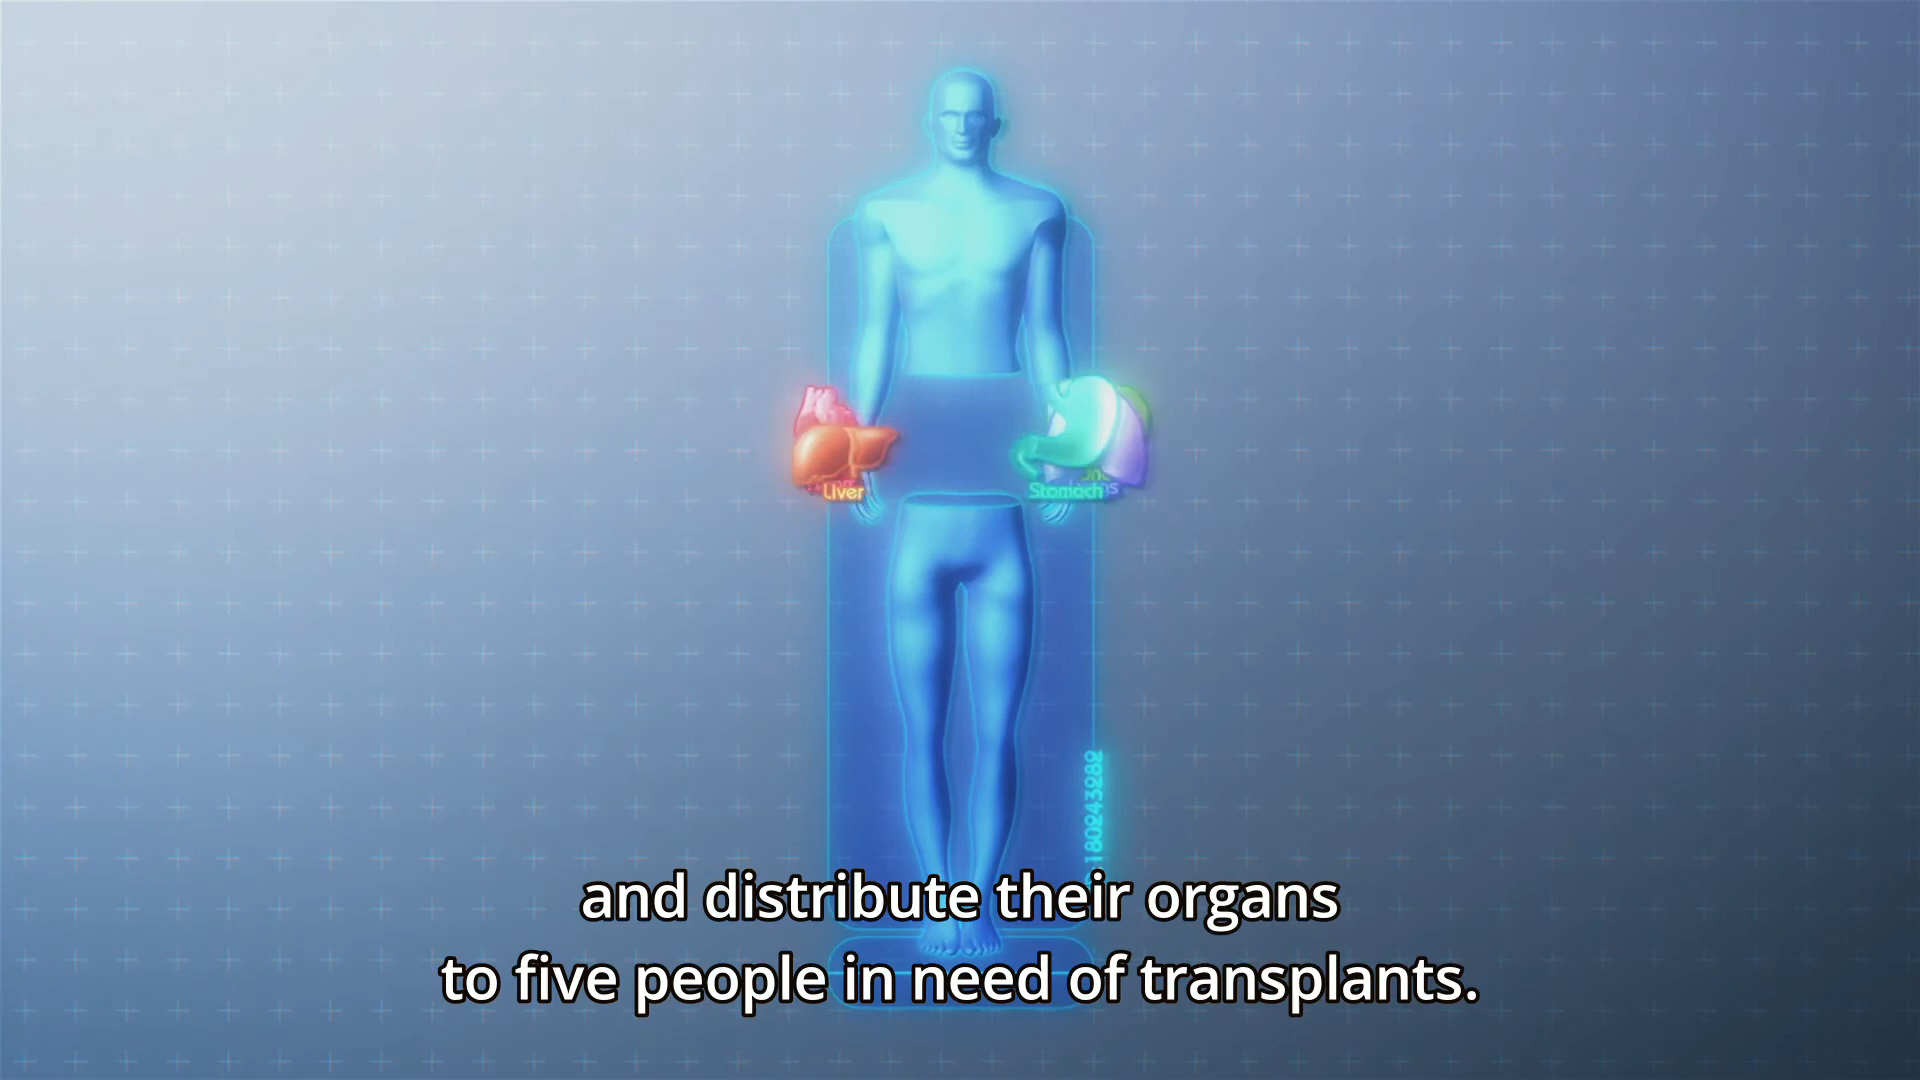 Liver
Stomach
180243282
and distribute their organs
to five people in need of transplants.